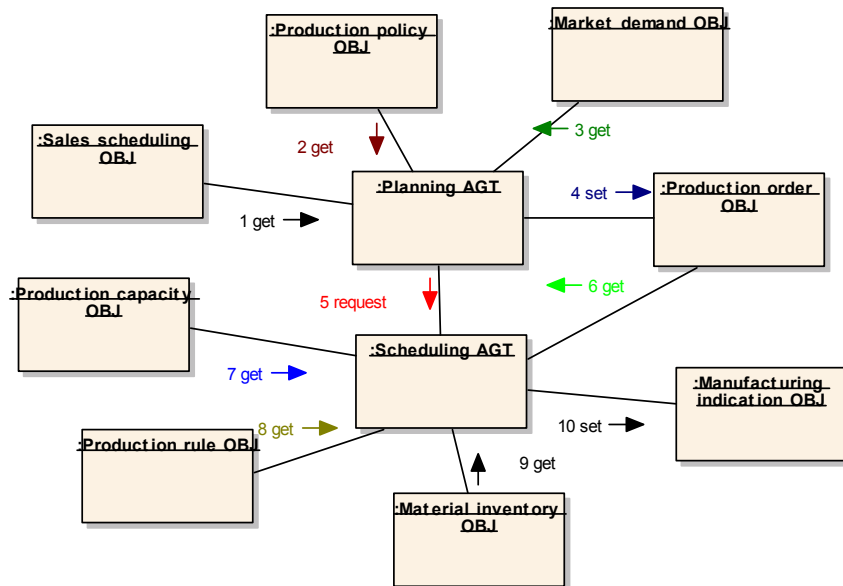 :Production policy
OBJ
:Market demand OBJ
2 get
3 get
:Sales scheduling
OBJ
:Planning AGT
4 set
:Production order
OBJ
1 get
:Production capacity
OBJ
5 request
6 get
:Scheduling AGT
7 get
:Manufacturing
indication OBJ
8 get
10 set
:Production rule OBJ
9 get
:Material inventory
OBJ